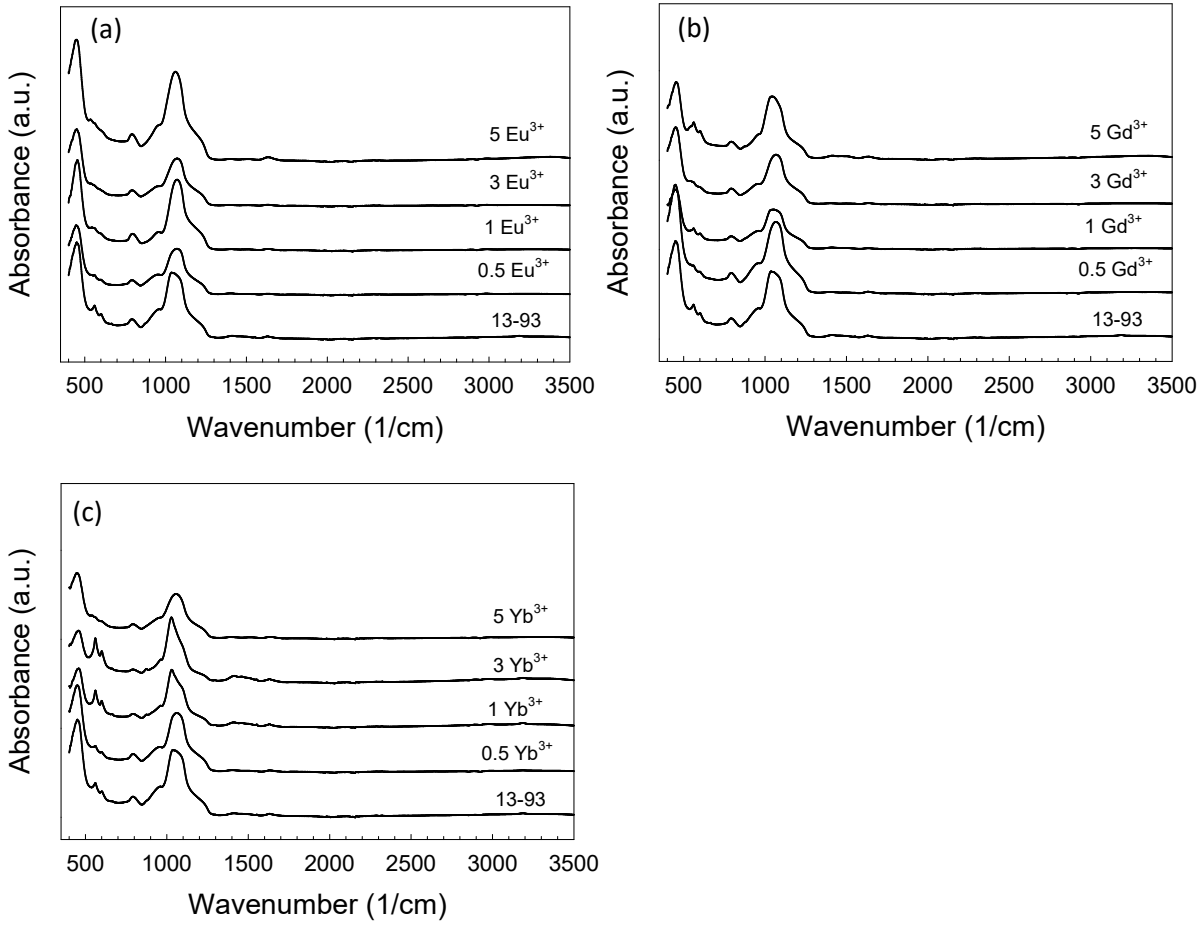 (a)
Absorbance (a.u.)
5 Eu³⁺
3 Eu³⁺
1 Eu³⁺
0.5 Eu³⁺
13-93
500 1000 1500 2000 2500 3000 3500
Wavenumber (1/cm)
(b)
Absorbance (a.u.)
5 Gd³⁺
3 Gd³⁺
1 Gd³⁺
0.5 Gd³⁺
13-93
500 1000 1500 2000 2500 3000 3500
Wavenumber (1/cm)
(c)
Absorbance (a.u.)
5 Yb³⁺
3 Yb³⁺
1 Yb³⁺
0.5 Yb³⁺
13-93
500 1000 1500 2000 2500 3000 3500
Wavenumber (1/cm)